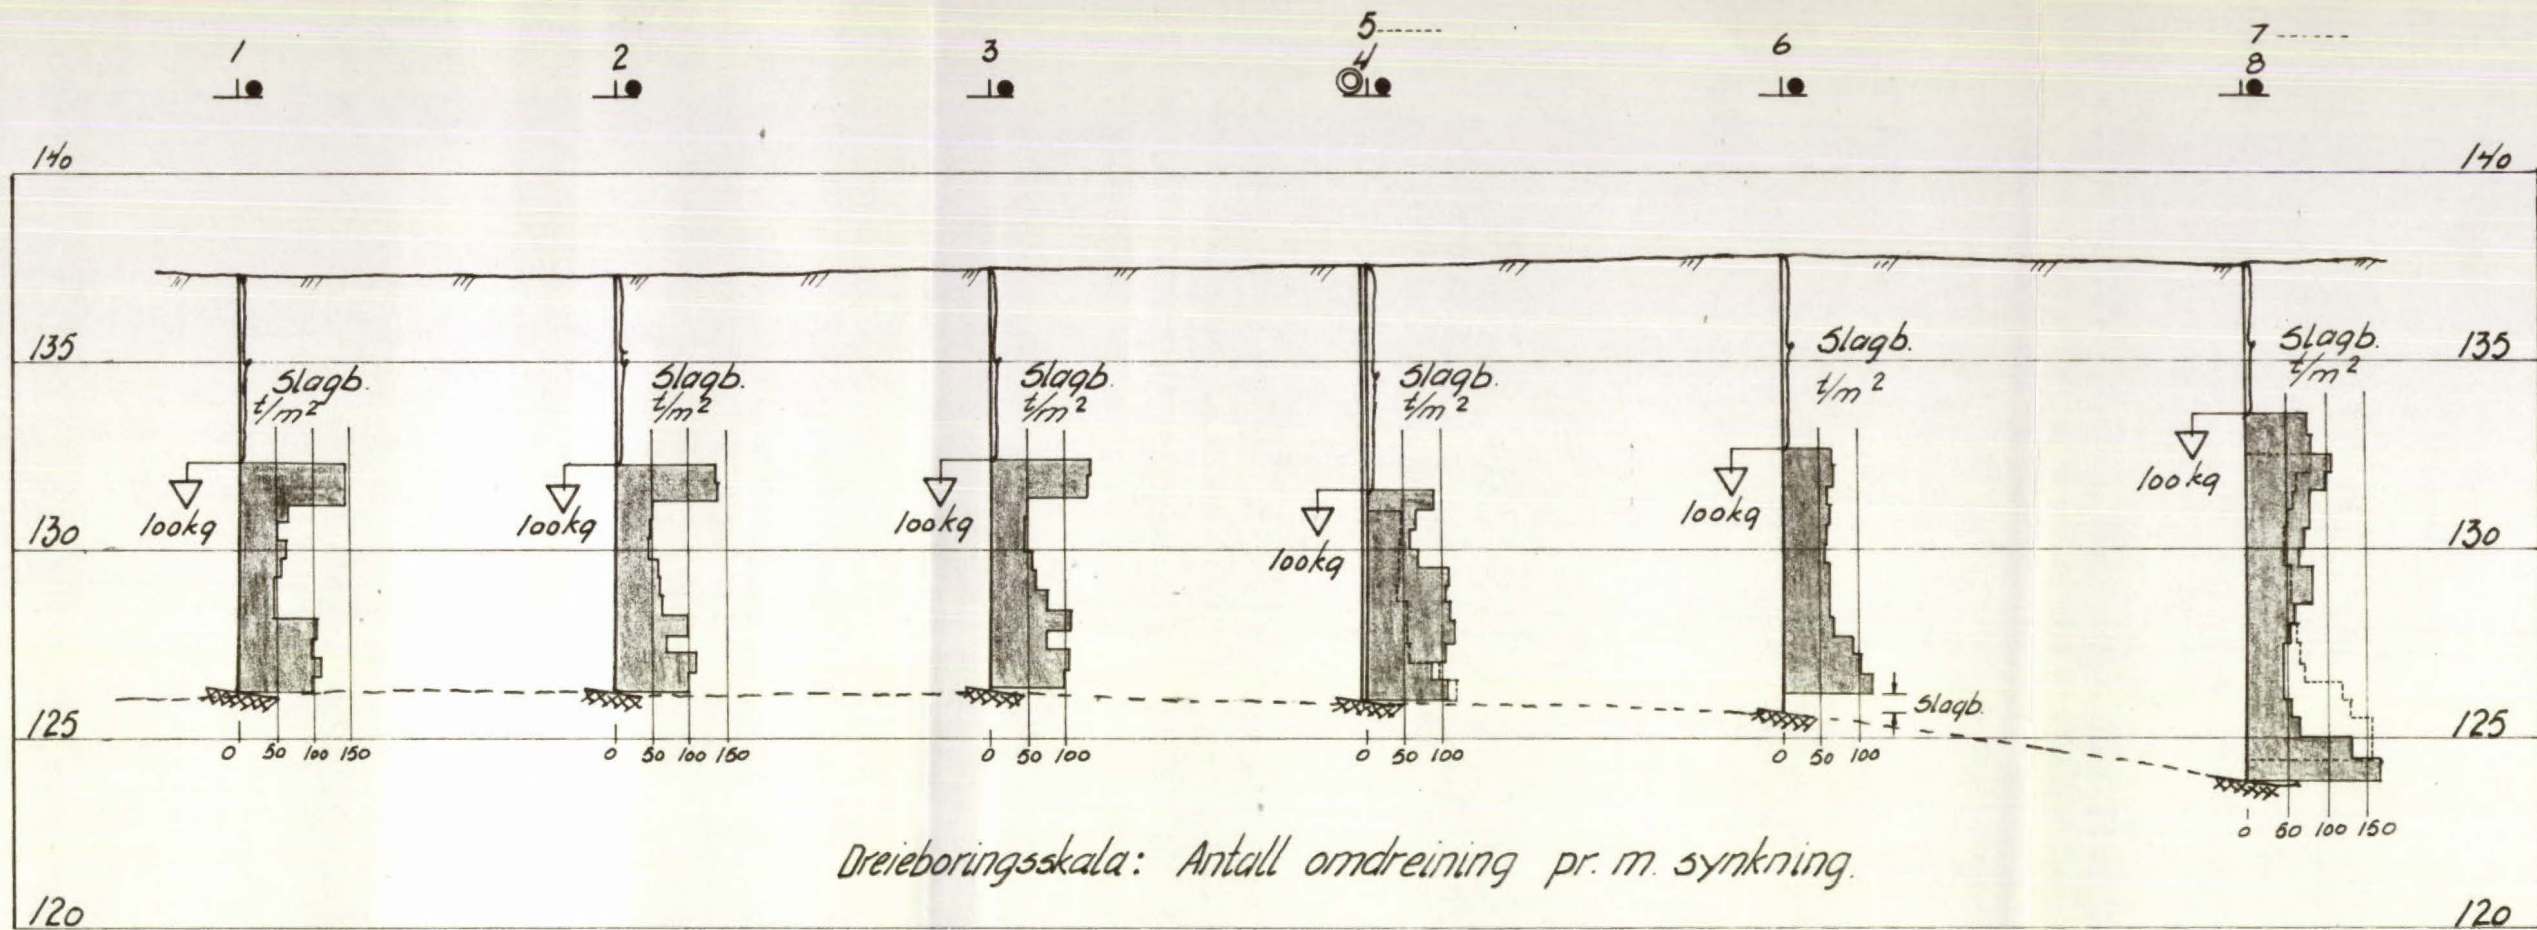 1 2 3 5 4 6 7 8
140 140
135 135
Slagb. t/m²
Slagb. t/m²
Slagb. t/m²
Slagb. t/m²
Slagb. t/m²
Slagb. t/m²
100kg 100kg 100kg 100kg 100kg 100kg
130 130
Slagb.
125 125
0 50 100 150
0 50 100 150
0 50 100
0 50 100
0 50 100
0 50 100 150
Dreieboringsskala: Antall omdreining pr. m. synkning.
120 120